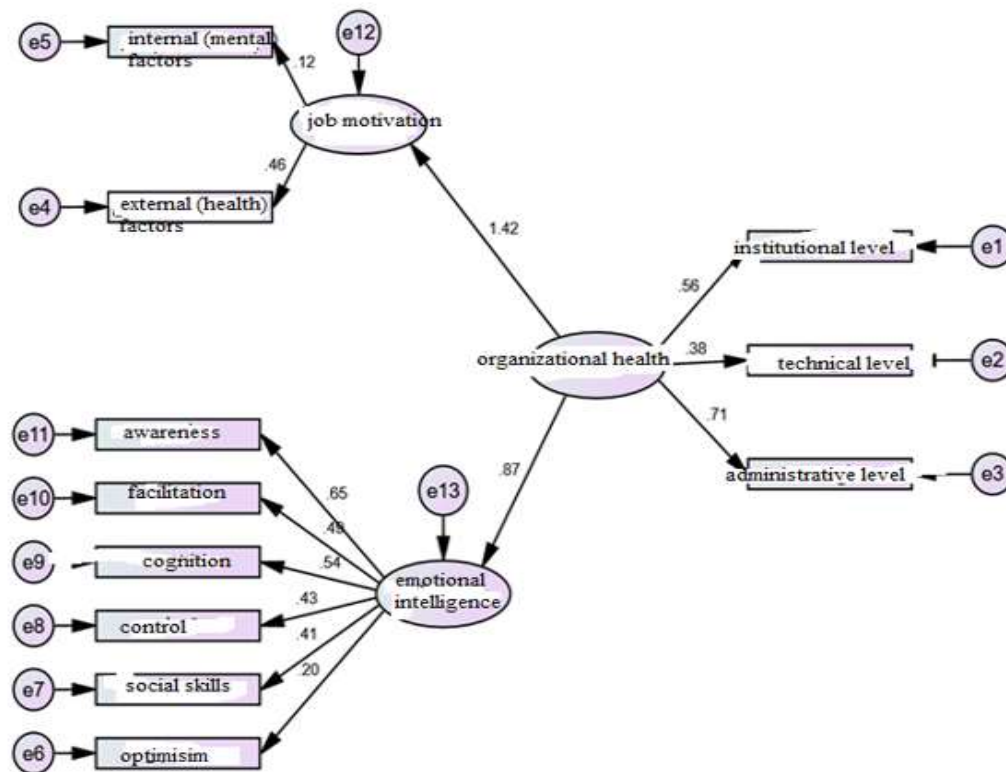 e5
internal (mental)
factors
.12
e12
job motivation
.46
e4
external (health)
factors
1.42
institutional level
e1
.56
organizational health
.38
technical level
e2
.71
administrative level
e3
.87
e11
awareness
.65
e10
facilitation
.49
e13
e9
cognition
.54
emotional
intelligence
e8
control
.43
.41
e7
social skills
.20
e6
optimisim